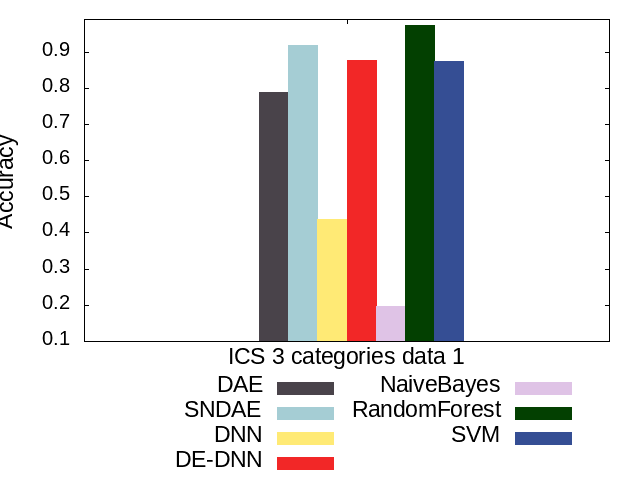 0.9
0.8
0.7
0.6
0.5
0.4
0.3
0.2
0.1
Accuracy
ICS 3 categories data 1
DAE
SNDAE
DNN
DE-DNN
NaiveBayes
RandomForest
SVM